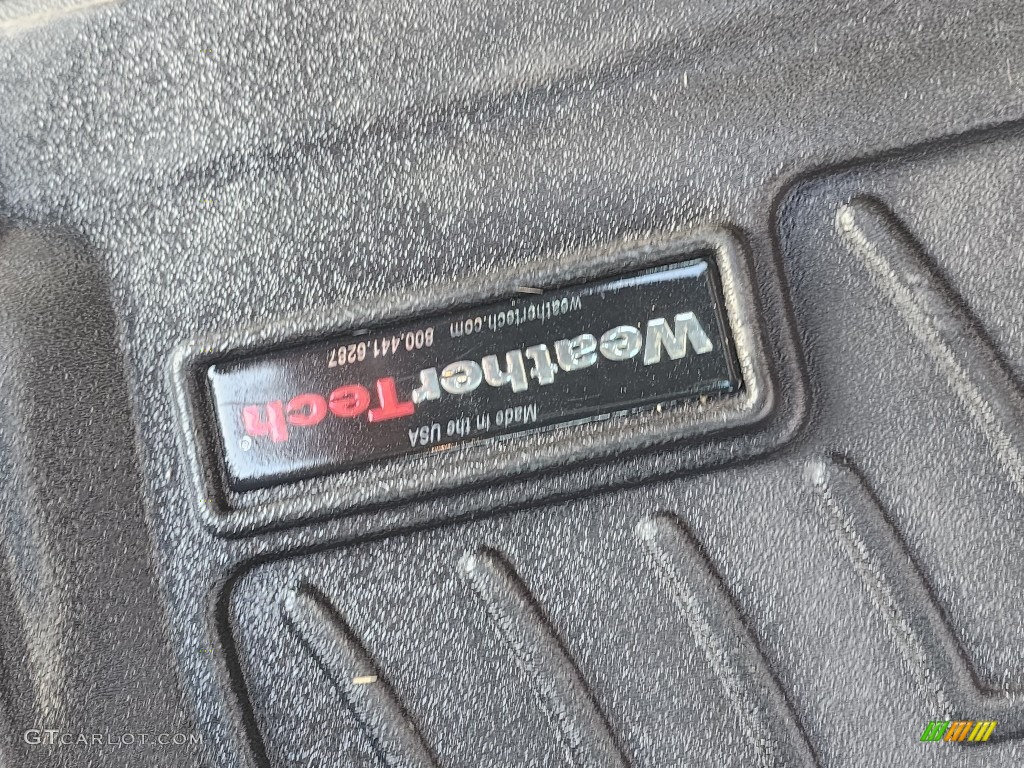 Made in the USA
WeatherTech®
weathertech.com 800.441.6287
GTCARLOT.COM